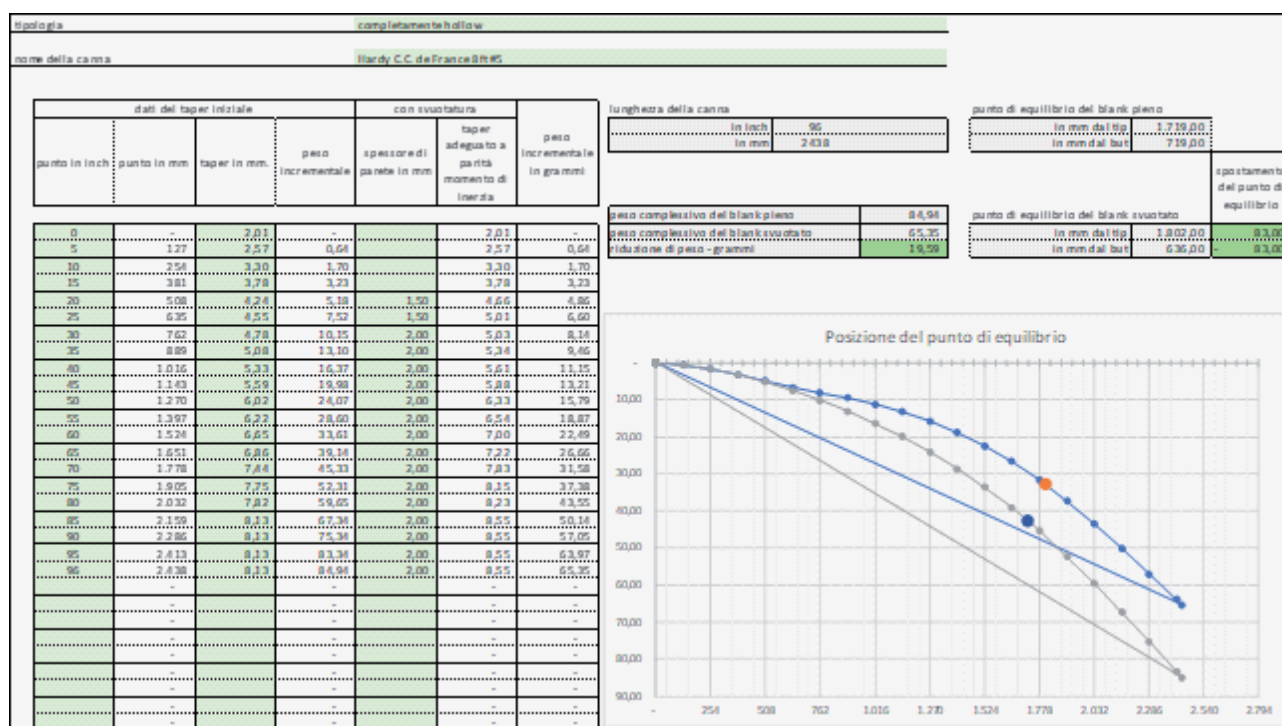 tipologia completamente hollow
nome della canna Hardy C.C. de France 8ft #5
dati del taper iniziale con svuotatura peso incrementale in grammi
punto in inch punto in mm taper in mm. peso incrementale spessore di parete in mm taper adeguato a parità momento di inerzia
0 - 2,01 - 2,01 -
5 127 2,57 0,64 2,57 0,64
10 254 3,30 1,70 3,30 1,70
15 381 3,78 3,23 3,78 3,23
20 508 4,24 5,18 1,50 4,66 4,86
25 635 4,55 7,52 1,50 5,01 6,60
30 762 4,78 10,15 2,00 5,03 8,14
35 889 5,08 13,10 2,00 5,34 9,46
40 1.016 5,33 16,37 2,00 5,61 11,15
45 1.143 5,59 19,98 2,00 5,88 13,21
50 1.270 6,02 24,07 2,00 6,33 15,79
55 1.397 6,22 28,60 2,00 6,54 18,87
60 1.524 6,65 33,61 2,00 7,00 22,49
65 1.651 6,86 39,14 2,00 7,22 26,66
70 1.778 7,44 45,33 2,00 7,83 31,58
75 1.905 7,75 52,31 2,00 8,15 37,38
80 2.032 7,82 59,65 2,00 8,23 43,55
85 2.159 8,13 67,34 2,00 8,55 50,14
90 2.286 8,13 75,34 2,00 8,55 57,05
95 2.413 8,13 83,34 2,00 8,55 63,97
96 2.438 8,13 84,94 2,00 8,55 65,35
- - -
- - -
- - -
- - -
- - -
- - -
- - -
- - -
- - -
lunghezza della canna
in inch 96
in mm 2438
peso complessivo del blank pieno 84,94
peso complessivo del blank svuotato 65,35
riduzione di peso - grammi 19,59
punto di equilibrio del blank pieno
in mm dal tip 1.719,00
in mm dal but 719,00
spostamento del punto di equilibrio
punto di equilibrio del blank svuotato
in mm dal tip 1.802,00 83,00
in mm dal but 636,00 - 83,00
Posizione del punto di equilibrio
-
10,00
20,00
30,00
40,00
50,00
60,00
70,00
80,00
90,00
- 254 508 762 1.016 1.270 1.524 1.778 2.032 2.286 2.540 2.794